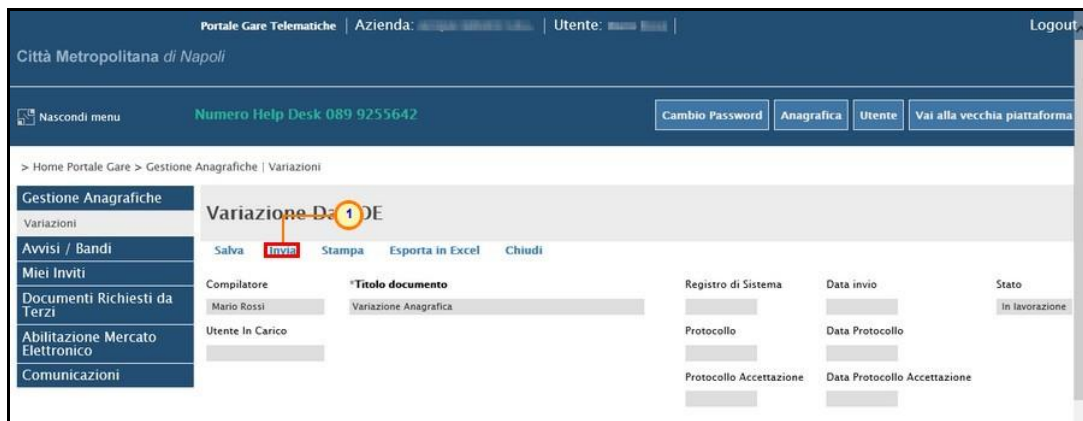 Portale Gare Telematiche | Azienda: | Utente: | Logout
Città Metropolitana di Napoli
Nascondi menu Numero Help Desk 089 9255642 Cambio Password Anagrafica Utente Vai alla vecchia piattaforma
> Home Portale Gare > Gestione Anagrafiche | Variazioni
Gestione Anagrafiche
Variazioni
Avvisi / Bandi
Miei Inviti
Documenti Richiesti da
Terzi
Abilitazione Mercato
Elettronico
Comunicazioni
Variazione Da 1 OE
Salva Invia Stampa Esporta in Excel Chiudi
Compilatore *Titolo documento Registro di Sistema Data invio Stato
Mario Rossi Variazione Anagrafica In lavorazione
Utente In Carico Protocollo Data Protocollo
Protocollo Accettazione Data Protocollo Accettazione